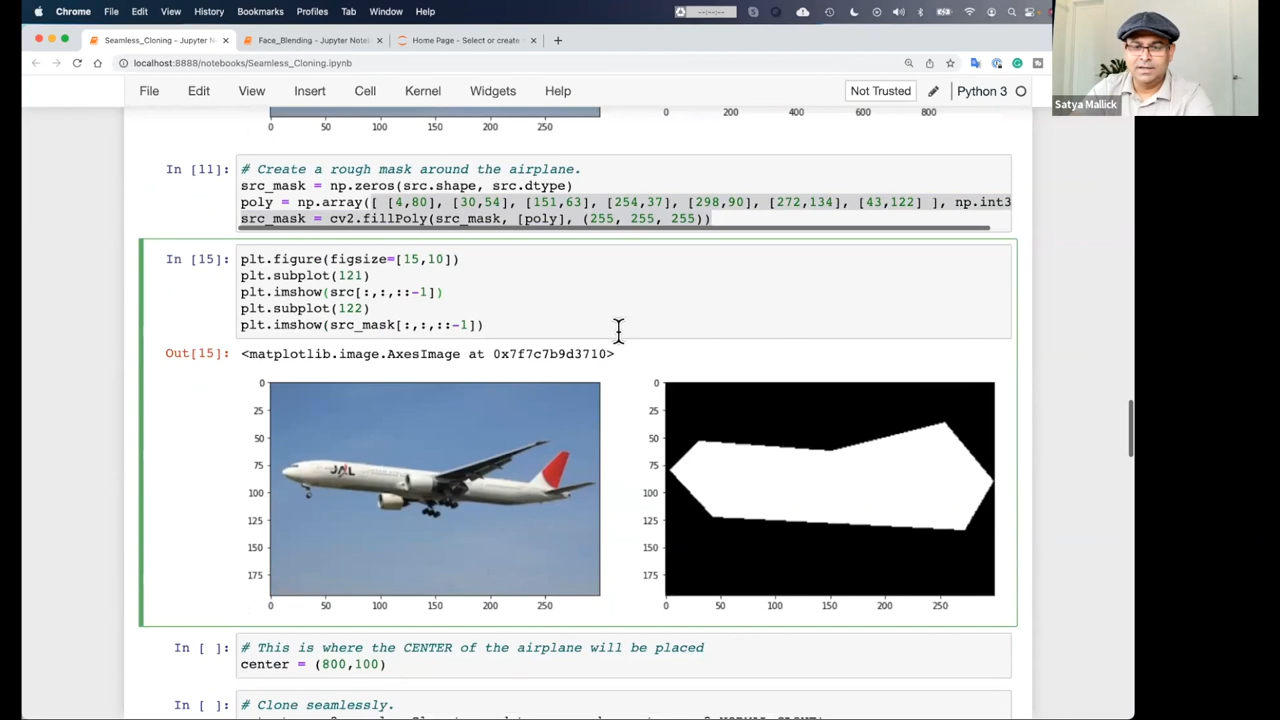 Chrome File Edit View History Bookmarks Profiles Tab Window Help --:--:--
Seamless_Cloning - Jupyter N
Face_Blending - Jupyter Note
Home Page - Select or create
localhost:8888/notebooks/Seamless_Cloning.ipynb
Satya Mallick
File Edit View Insert Cell Kernel Widgets Help Not Trusted Python 3
0 50 100 150 200 250
0 200 400 600 800
In [11]: # Create a rough mask around the airplane.
src_mask = np.zeros(src.shape, src.dtype)
poly = np.array([ [4,80], [30,54], [151,63], [254,37], [298,90], [272,134], [43,122] ], np.int3
src_mask = cv2.fillPoly(src_mask, [poly], (255, 255, 255))
In [15]: plt.figure(figsize=[15,10])
plt.subplot(121)
plt.imshow(src[:,:,::-1])
plt.subplot(122)
plt.imshow(src_mask[:,:,::-1])
Out[15]: <matplotlib.image.AxesImage at 0x7f7c7b9d3710>
0
25
50
75
100
125
150
175
0 50 100 150 200 250
JAL
0
25
50
75
100
125
150
175
0 50 100 150 200 250
In [ ]: # This is where the CENTER of the airplane will be placed
center = (800,100)
In [ ]: # Clone seamlessly.